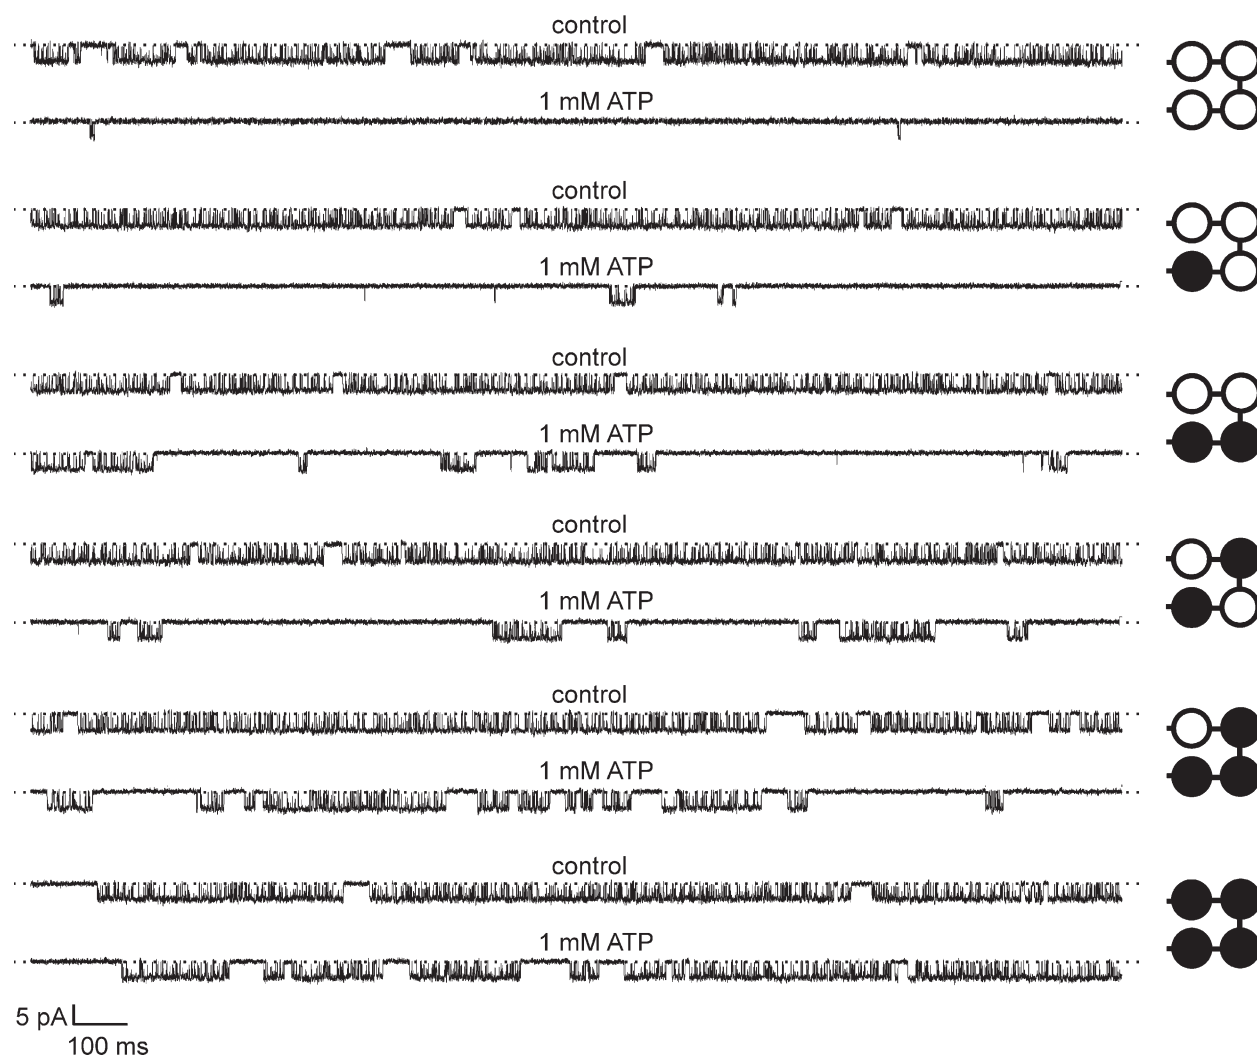 control
1 mM ATP
control
1 mM ATP
control
1 mM ATP
control
1 mM ATP
control
1 mM ATP
control
1 mM ATP
5 pA
100 ms